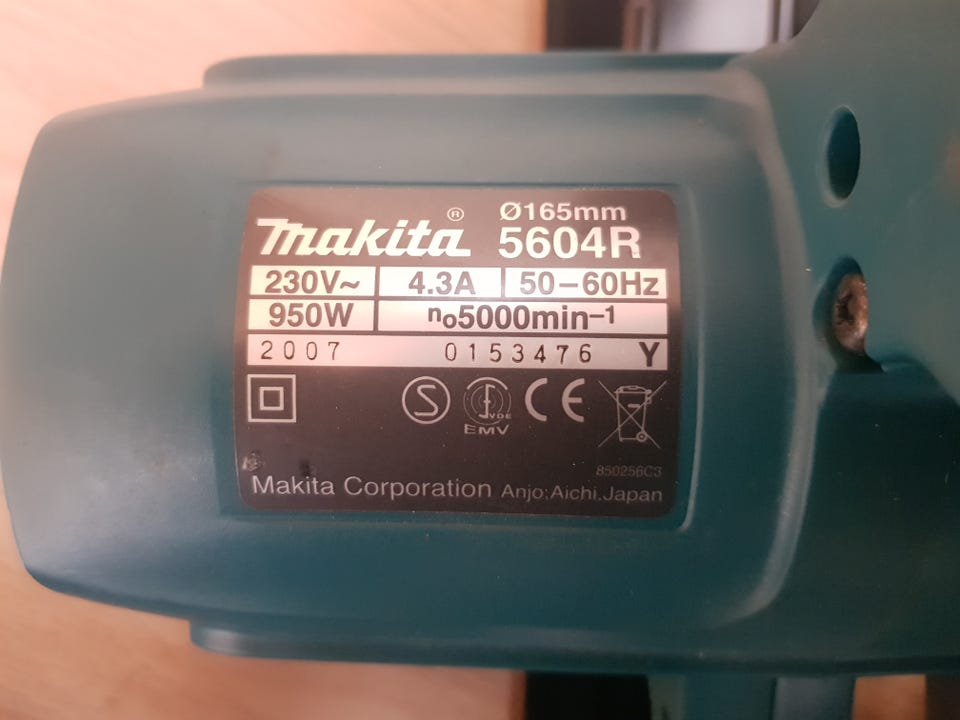 makita® Ø165mm
5604R
230V~ 4.3A 50–60Hz
950W n₀5000min⁻¹
2007 0153476 Y
S VDE CE
EMV
850256C3
Makita Corporation Anjo, Aichi, Japan